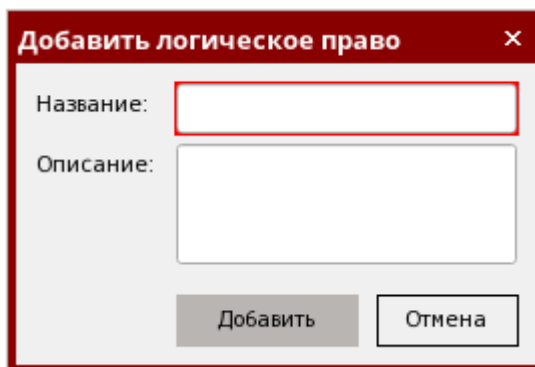 Добавить логическое право
Название:
Описание:
Добавить Отмена